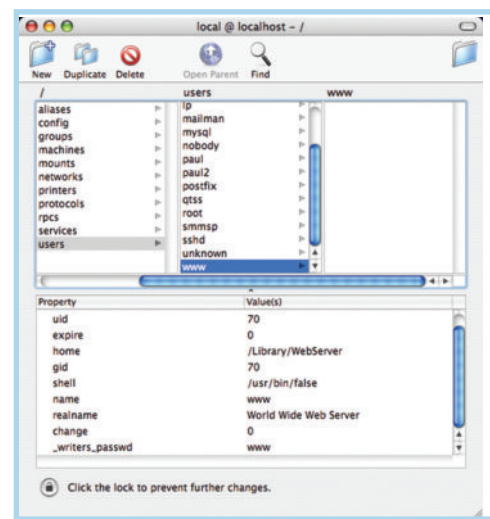 local @ localhost – /
New Duplicate Delete Open Parent Find
/ users www
aliases
config
groups
machines
mounts
networks
printers
protocols
rpcs
services
users
lp
mailman
mysql
nobody
paul
paul2
postfix
qtss
root
smmsp
sshd
unknown
www
Property Value(s)
uid 70
expire 0
home /Library/WebServer
gid 70
shell /usr/bin/false
name www
realname World Wide Web Server
change 0
_writers_passwd www
Click the lock to prevent further changes.